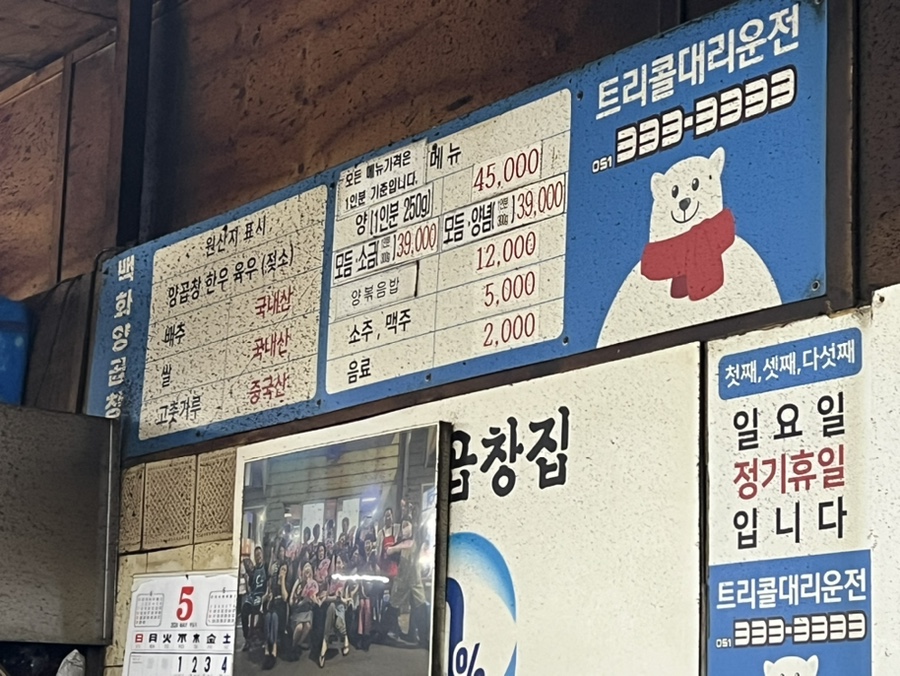 백화양곱창
원산지 표시
양곱창 한우 육우 (젖소)
배추 국내산
쌀 국내산
고춧가루 중국산
모든 메뉴가격은
1인분 기준입니다.
메뉴
양 (1인분 250g) 45,000
모듬·소금 39,000 모듬·양념 39,000
양볶음밥 12,000
소주, 맥주 5,000
음료 2,000
트리콜대리운전
051 333-3333
곱창집
%
첫째, 셋째, 다섯째
일요일
정기휴일
입니다
트리콜대리운전
051 333-3333
5
日 月 火 水 木 金 土
1 2 3 4